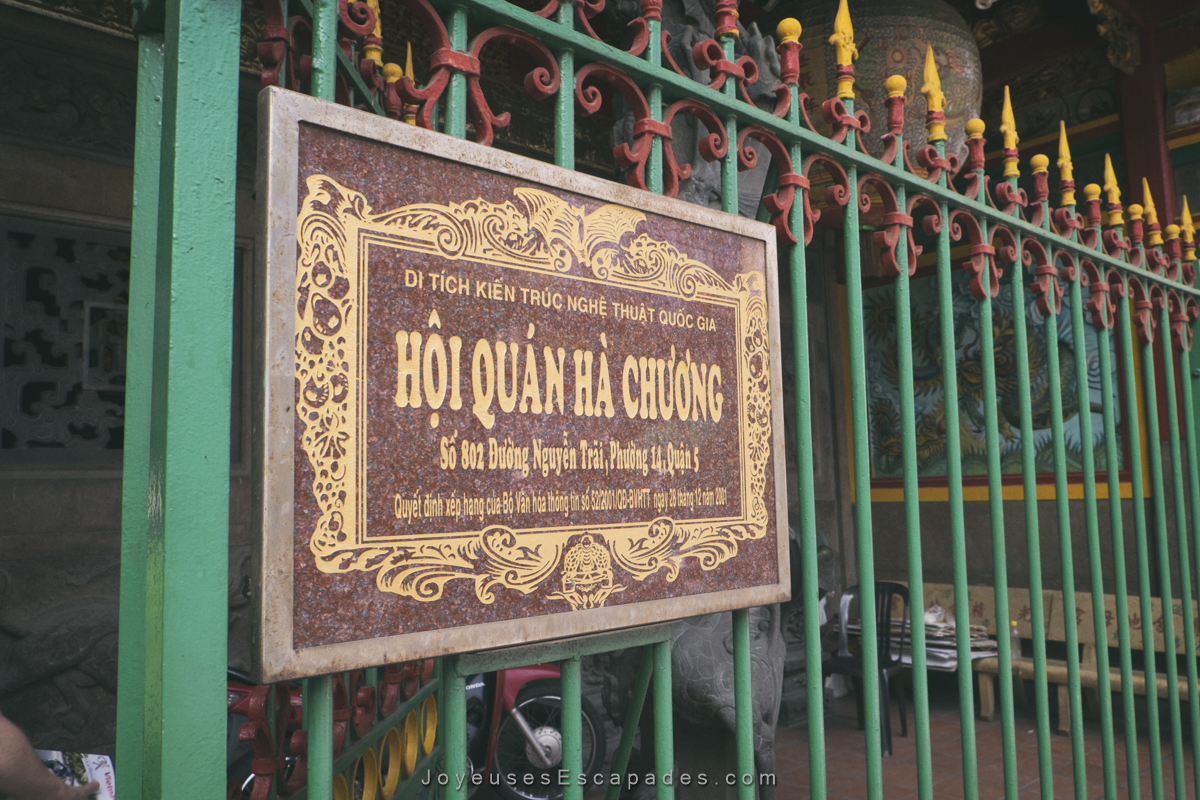 DI TÍCH KIẾN TRÚC NGHỆ THUẬT QUỐC GIA
HỘI QUÁN HÀ CHƯƠNG
Số 802 Đường Nguyễn Trãi, Phường 14, Quận 5
Quyết định xếp hạng của Bộ Văn hoá thông tin số 52/2001/QĐ-BVHTT ngày 28 tháng 12 năm 2001
HONDA
JoyeusesEscapades.com